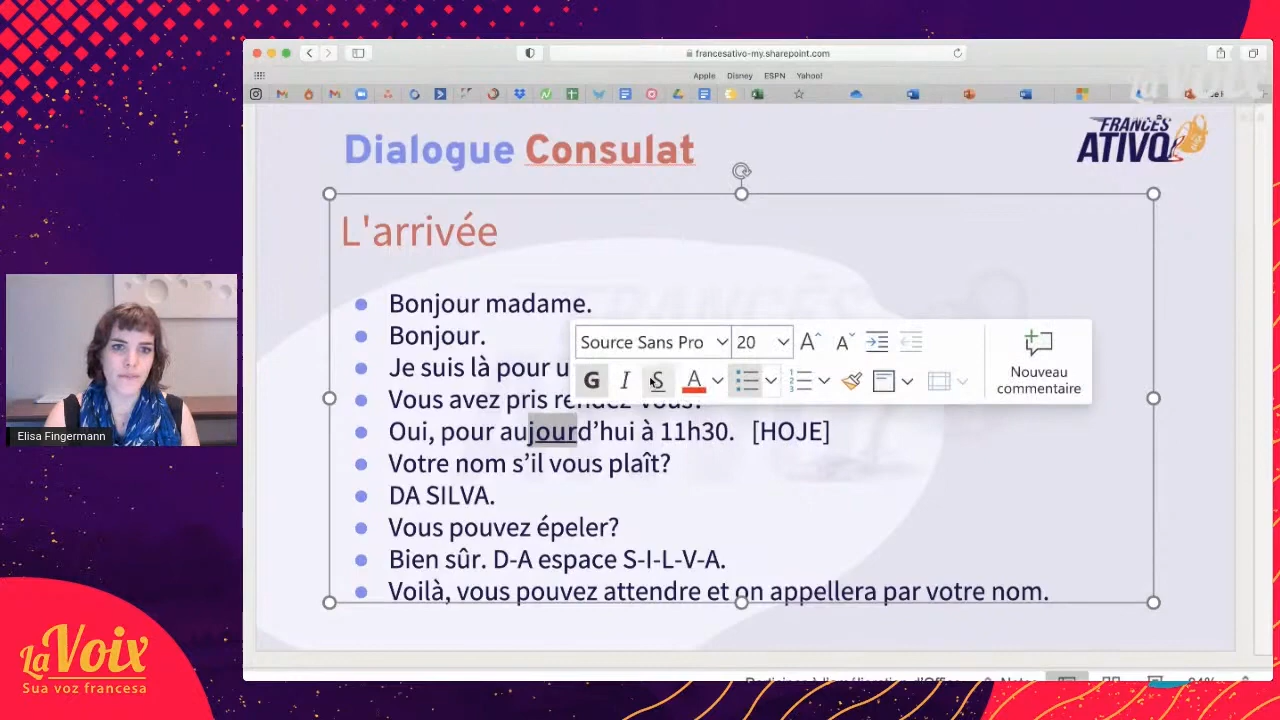 francesativo-my.sharepoint.com
Apple Disney ESPN Yahoo!
Dialogue Consulat
FRANCÊS
ATIVO
L'arrivée
Bonjour madame.
Bonjour.
Je suis là pour u
Source Sans Pro 20
G I S A
Nouveau
commentaire
Vous avez pris rendez-vous?
Oui, pour aujourd’hui à 11h30. [HOJE]
Votre nom s’il vous plaît?
DA SILVA.
Vous pouvez épeler?
Bien sûr. D-A espace S-I-L-V-A.
Voilà, vous pouvez attendre et on appellera par votre nom.
Elisa Fingermann
La Voix
Sua voz francesa